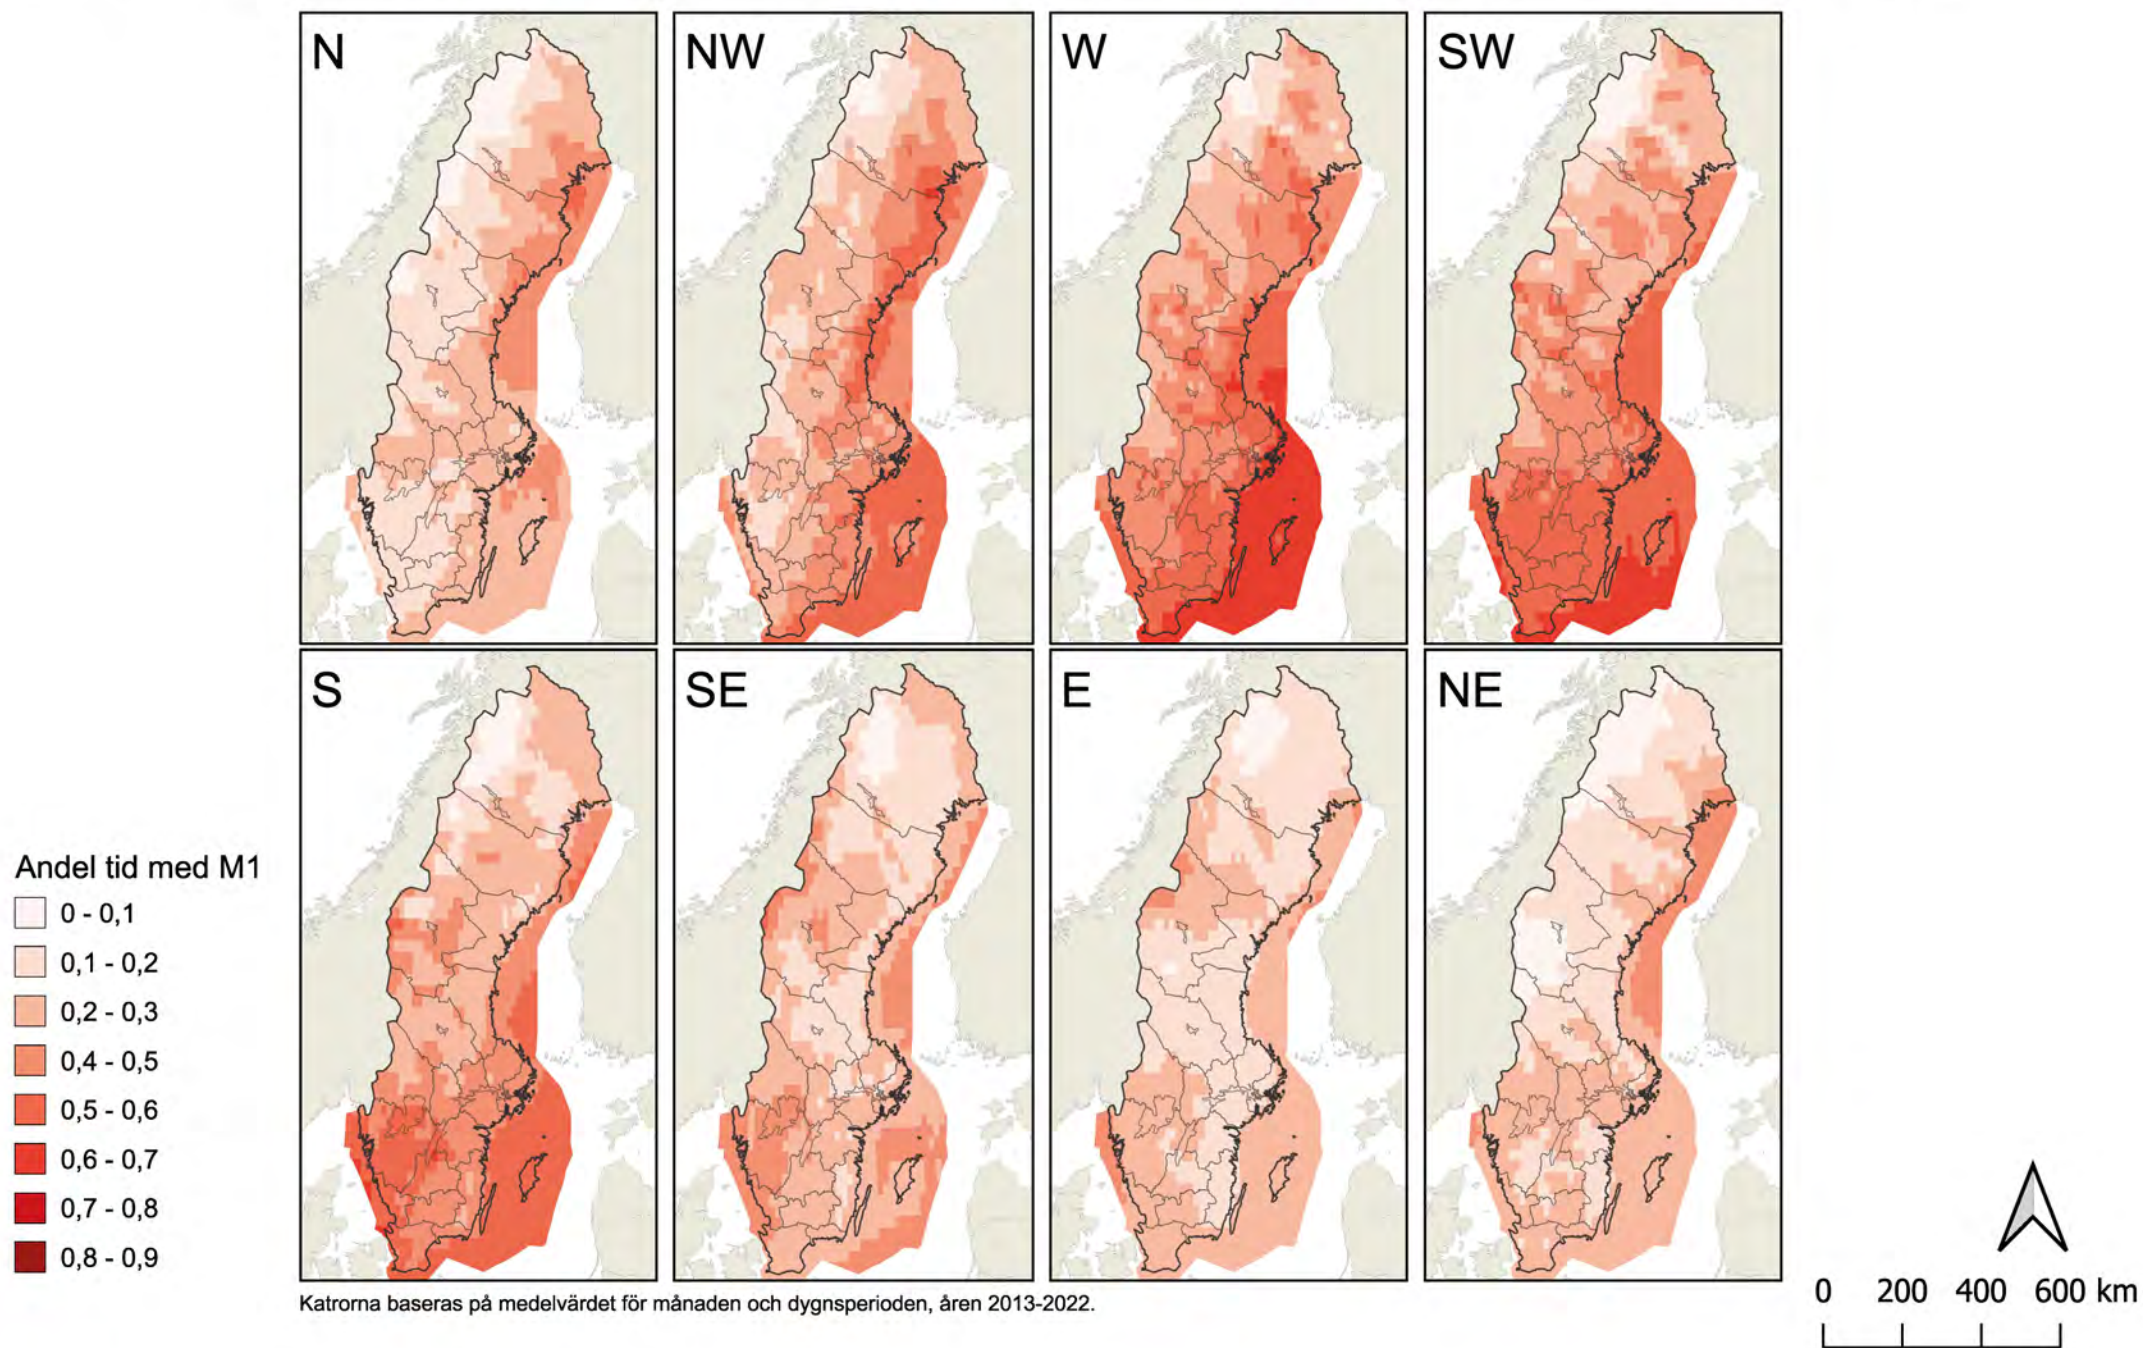 N
NW
W
SW
S
SE
E
NE
Andel tid med M1
0 - 0,1
0,1 - 0,2
0,2 - 0,3
0,4 - 0,5
0,5 - 0,6
0,6 - 0,7
0,7 - 0,8
0,8 - 0,9
Katrorna baseras på medelvärdet för månaden och dygnsperioden, åren 2013-2022.
0 200 400 600 km